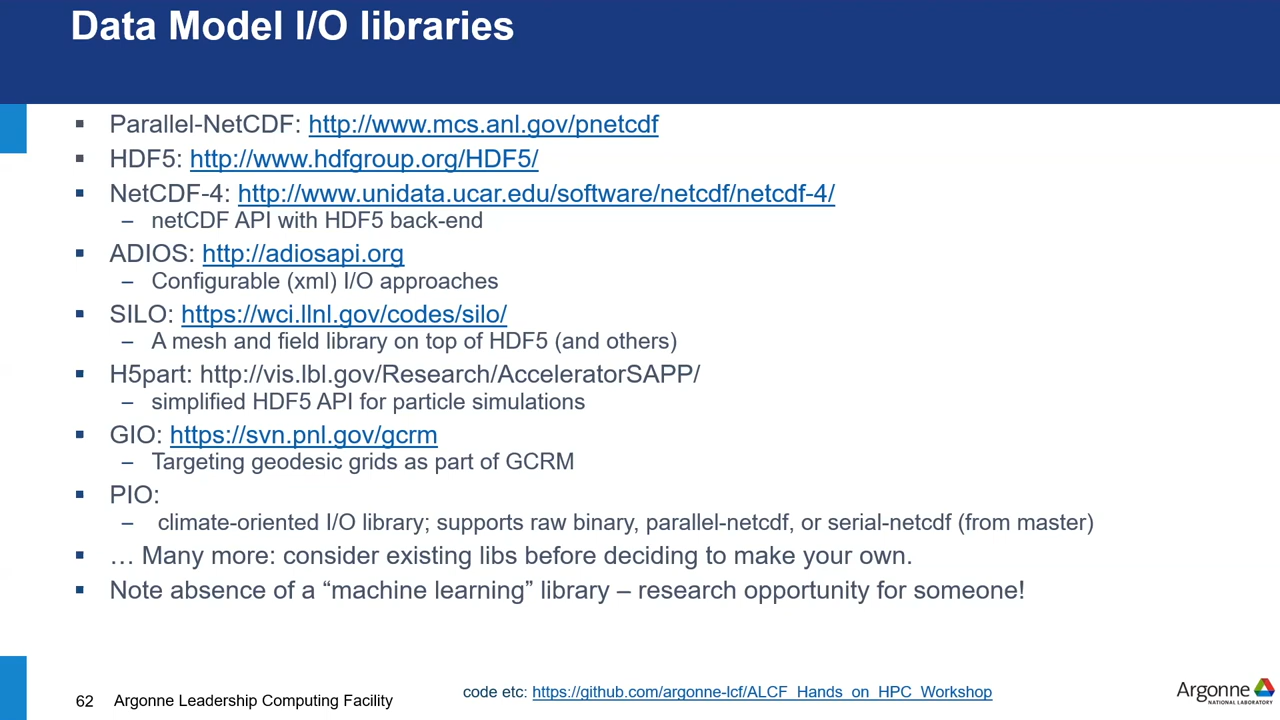 Data Model I/O libraries
▪ Parallel-NetCDF: http://www.mcs.anl.gov/pnetcdf
▪ HDF5: http://www.hdfgroup.org/HDF5/
▪ NetCDF-4: http://www.unidata.ucar.edu/software/netcdf/netcdf-4/
– netCDF API with HDF5 back-end
▪ ADIOS: http://adiosapi.org
– Configurable (xml) I/O approaches
▪ SILO: https://wci.llnl.gov/codes/silo/
– A mesh and field library on top of HDF5 (and others)
▪ H5part: http://vis.lbl.gov/Research/AcceleratorSAPP/
– simplified HDF5 API for particle simulations
▪ GIO: https://svn.pnl.gov/gcrm
– Targeting geodesic grids as part of GCRM
▪ PIO:
– climate-oriented I/O library; supports raw binary, parallel-netcdf, or serial-netcdf (from master)
▪ … Many more: consider existing libs before deciding to make your own.
▪ Note absence of a “machine learning” library – research opportunity for someone!
62 Argonne Leadership Computing Facility
code etc: https://github.com/argonne-lcf/ALCF_Hands_on_HPC_Workshop
Argonne
NATIONAL LABORATORY